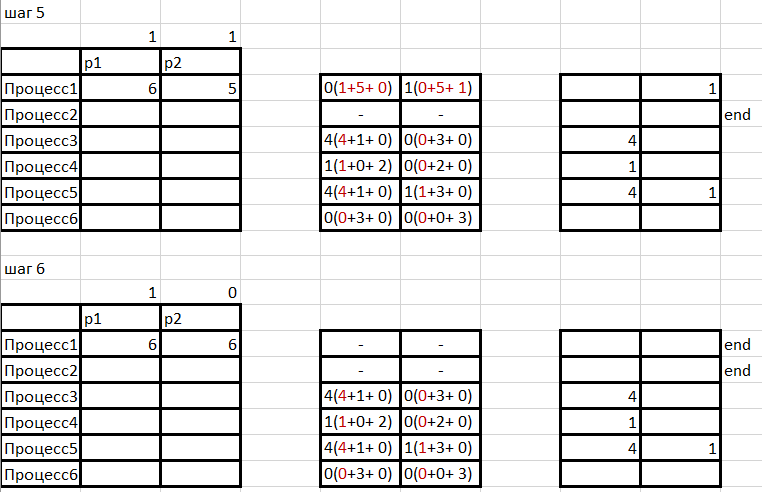 шаг 5
1 1
p1 p2
Процесс1 6 5 0(1+5+ 0) 1(0+5+ 1) 1
Процесс2 - - end
Процесс3 4(4+1+ 0) 0(0+3+ 0) 4
Процесс4 1(1+0+ 2) 0(0+2+ 0) 1
Процесс5 4(4+1+ 0) 1(1+3+ 0) 4 1
Процесс6 0(0+3+ 0) 0(0+0+ 3)
шаг 6
1 0
p1 p2
Процесс1 6 6 - - end
Процесс2 - - end
Процесс3 4(4+1+ 0) 0(0+3+ 0) 4
Процесс4 1(1+0+ 2) 0(0+2+ 0) 1
Процесс5 4(4+1+ 0) 1(1+3+ 0) 4 1
Процесс6 0(0+3+ 0) 0(0+0+ 3)